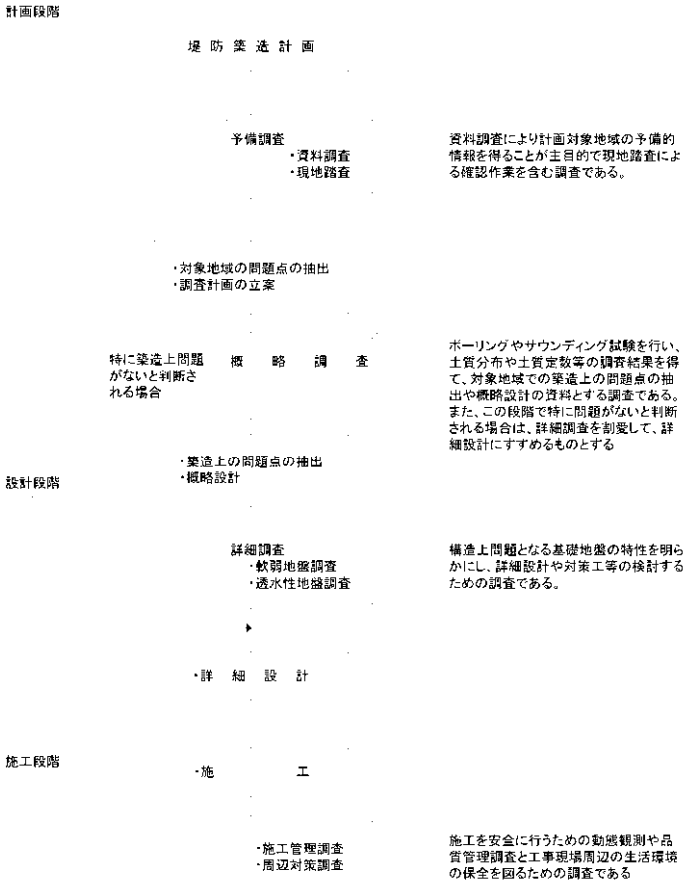 計画段階
堤防築造計画
予備調査
・資料調査
・現地踏査
資料調査により計画対象地域の予備的
情報を得ることが主目的で現地踏査によ
る確認作業を含む調査である。
・対象地域の問題点の抽出
・調査計画の立案
特に築造上問題
がないと判断さ
れる場合
概略調査
ボーリングやサウンディング試験を行い、
土質分布や土質定数等の調査結果を得
て、対象地域での築造上の問題点の抽
出や概略設計の資料とする調査である。
また、この段階で特に問題がないと判断
される場合は、詳細調査を割愛して、詳
細設計にすすめるものとする
・築造上の問題点の抽出
・概略設計
設計段階
詳細調査
・軟弱地盤調査
・透水性地盤調査
構造上問題となる基礎地盤の特性を明ら
かにし、詳細設計や対策工等の検討する
ための調査である。
・詳細設計
施工段階
・施工
・施工管理調査
・周辺対策調査
施工を安全に行うための動態観測や品
質管理調査と工事現場周辺の生活環境
の保全を図るための調査である